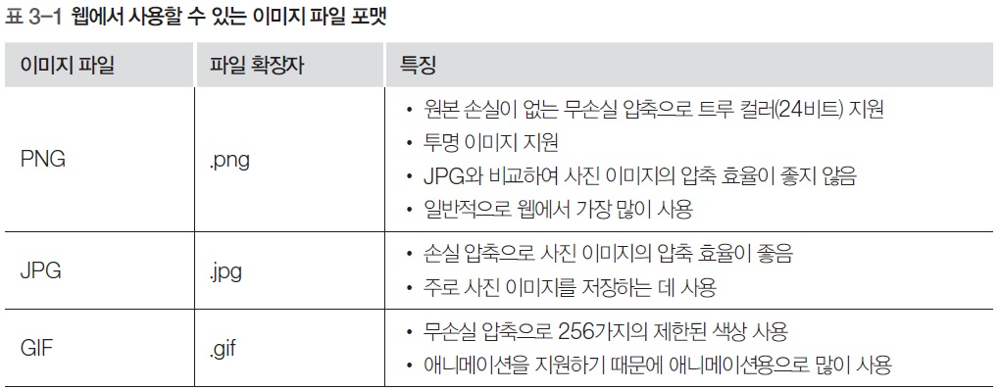 표 3-1 웹에서 사용할 수 있는 이미지 파일 포맷
이미지 파일 파일 확장자 특징
PNG .png
• 원본 손실이 없는 무손실 압축으로 트루 컬러(24비트) 지원
• 투명 이미지 지원
• JPG와 비교하여 사진 이미지의 압축 효율이 좋지 않음
• 일반적으로 웹에서 가장 많이 사용
JPG .jpg
• 손실 압축으로 사진 이미지의 압축 효율이 좋음
• 주로 사진 이미지를 저장하는 데 사용
GIF .gif
• 무손실 압축으로 256가지의 제한된 색상 사용
• 애니메이션을 지원하기 때문에 애니메이션용으로 많이 사용